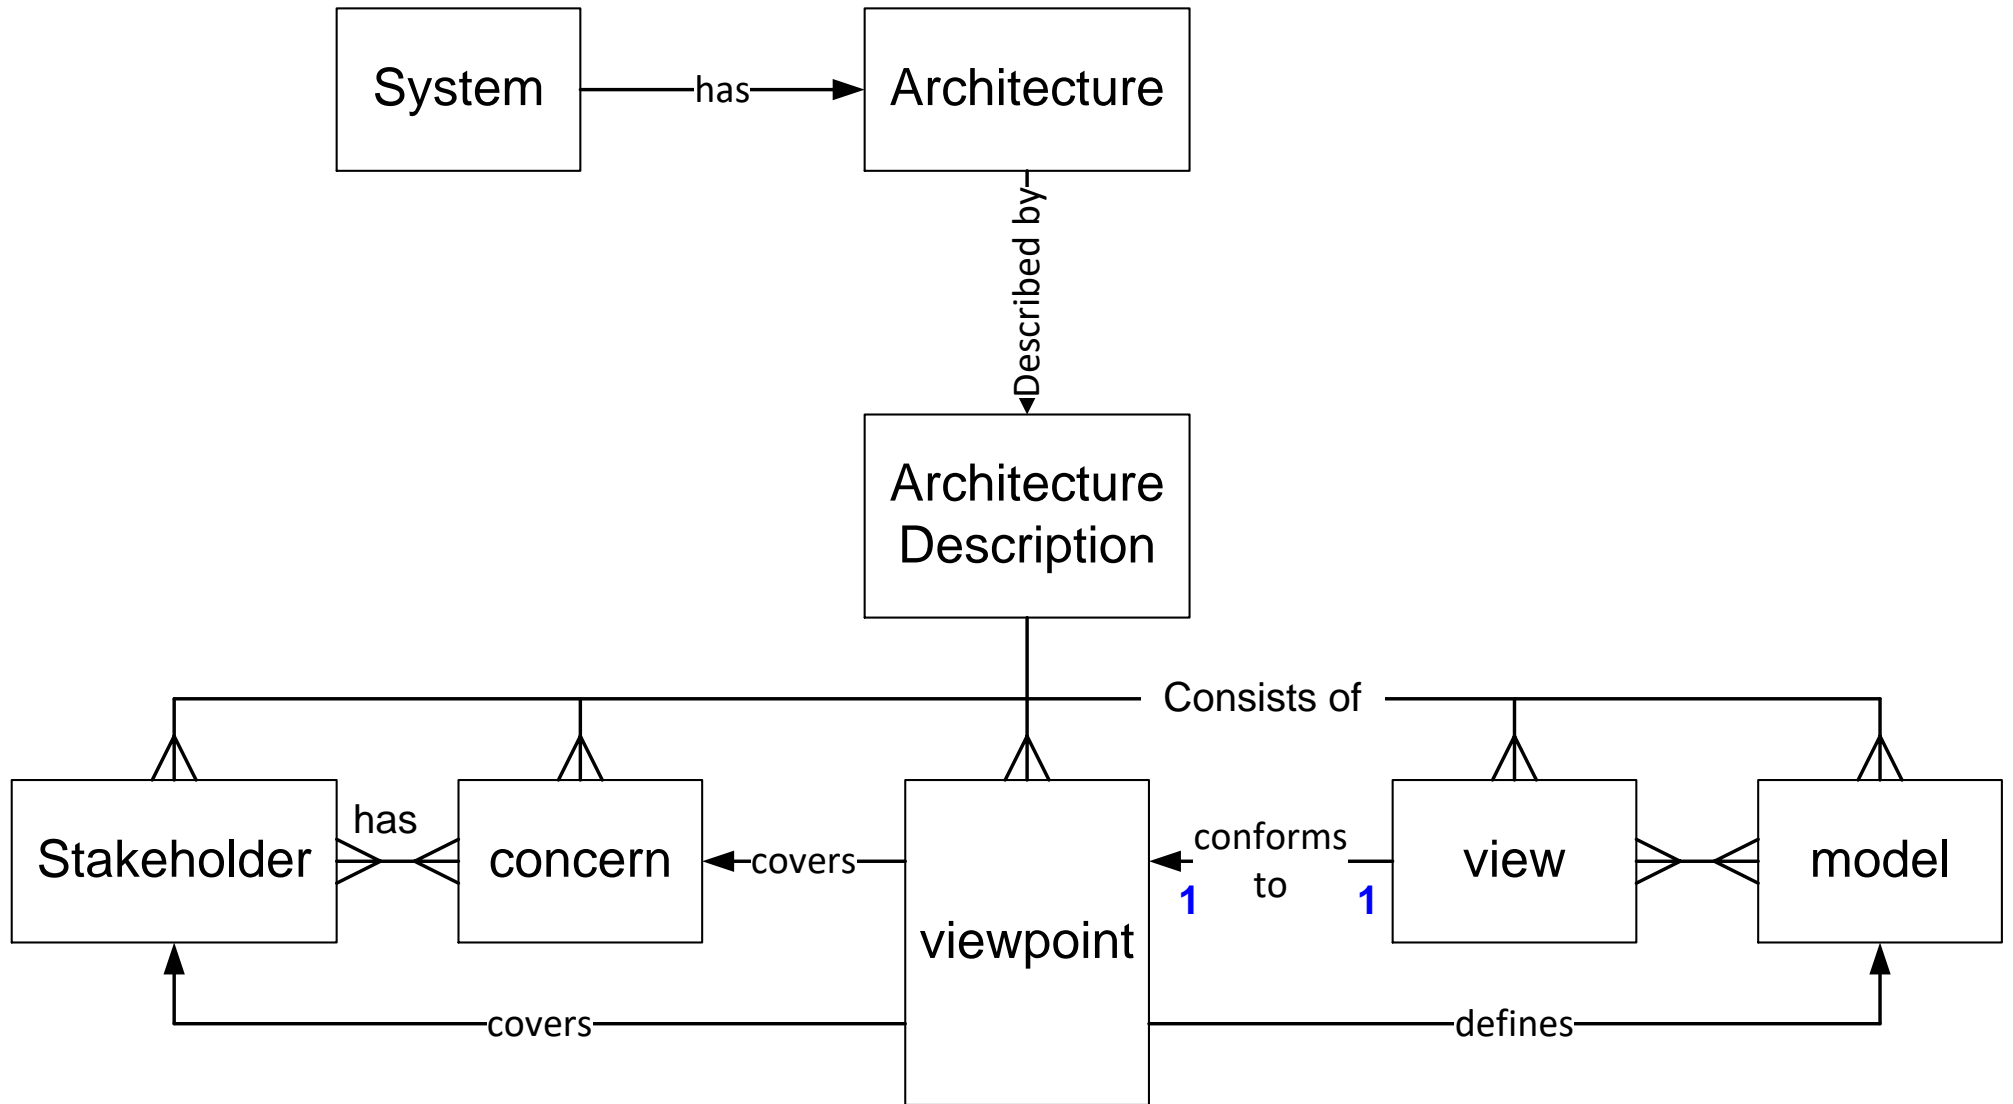 System
has
Architecture
Described by
Architecture
Description
Consists of
Stakeholder
has
concern
covers
viewpoint
conforms
to
1
1
view
model
covers
defines